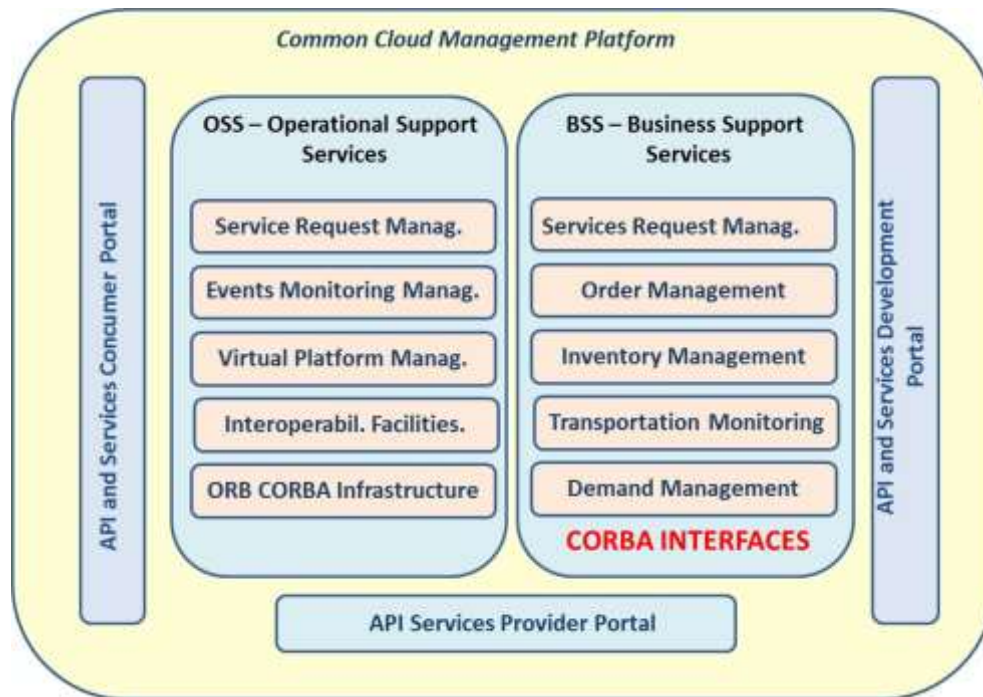 Common Cloud Management Platform
API and Services Concumer Portal
OSS – Operational Support
Services
Service Request Manag.
Events Monitoring Manag.
Virtual Platform Manag.
Interoperabil. Facilities.
ORB CORBA Infrastructure
BSS – Business Support
Services
Services Request Manag.
Order Management
Inventory Management
Transportation Monitoring
Demand Management
CORBA INTERFACES
API and Services Development
Portal
API Services Provider Portal